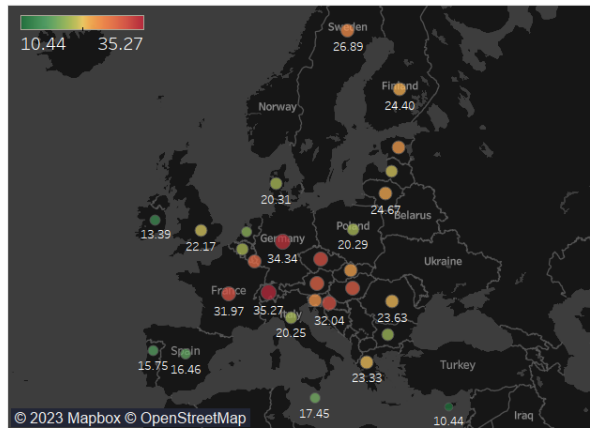 10.44 35.27
Sweden
26.89
Finland
24.40
Norway
20.31
24.67
Belarus
13.39
22.17
Germany
34.34
Poland
20.29
Ukraine
France
31.97
35.27
32.04
23.63
Italy
20.25
Spain
15.75
16.46
23.33
Turkey
17.45
10.44
Iraq
© 2023 Mapbox © OpenStreetMap